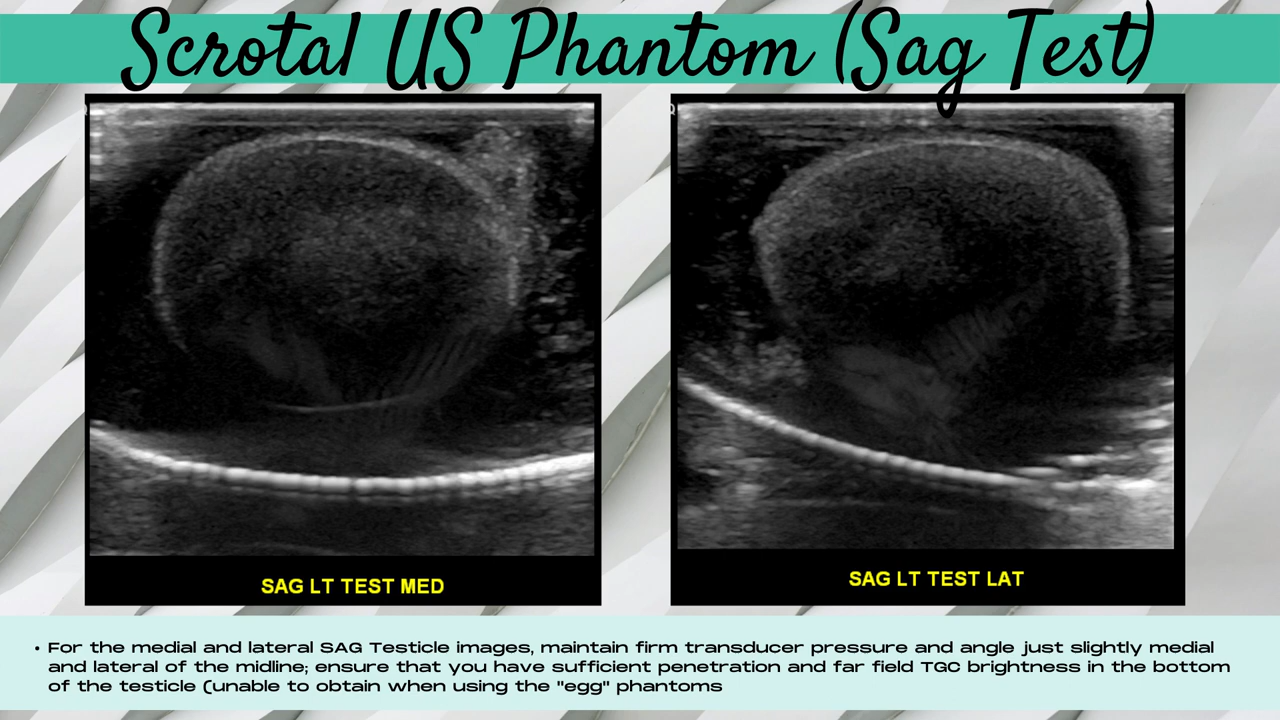 Scrotal US Phantom (Sag Test)
SAG LT TEST MED
SAG LT TEST LAT
• For the medial and lateral SAG Testicle images, maintain firm transducer pressure and angle just slightly medial
and lateral of the midline; ensure that you have sufficient penetration and far field TGC brightness in the bottom
of the testicle (unable to obtain when using the "egg" phantoms